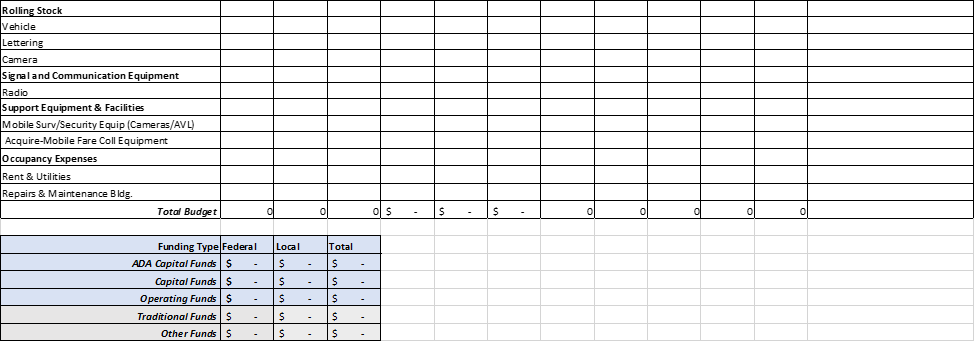 Rolling Stock
Vehicle
Lettering
Camera
Signal and Communication Equipment
Radio
Support Equipment & Facilities
Mobile Surv/Security Equip (Cameras/AVL)
Acquire-Mobile Fare Coll Equipment
Occupancy Expenses
Rent & Utilities
Repairs & Maintenance Bldg.
Total Budget 0 0 0 $ - $ - $ - 0 0 0 0 0
Funding Type Federal Local Total
ADA Capital Funds $ - $ - $ -
Capital Funds $ - $ - $ -
Operating Funds $ - $ - $ -
Traditional Funds $ - $ - $ -
Other Funds $ - $ - $ -